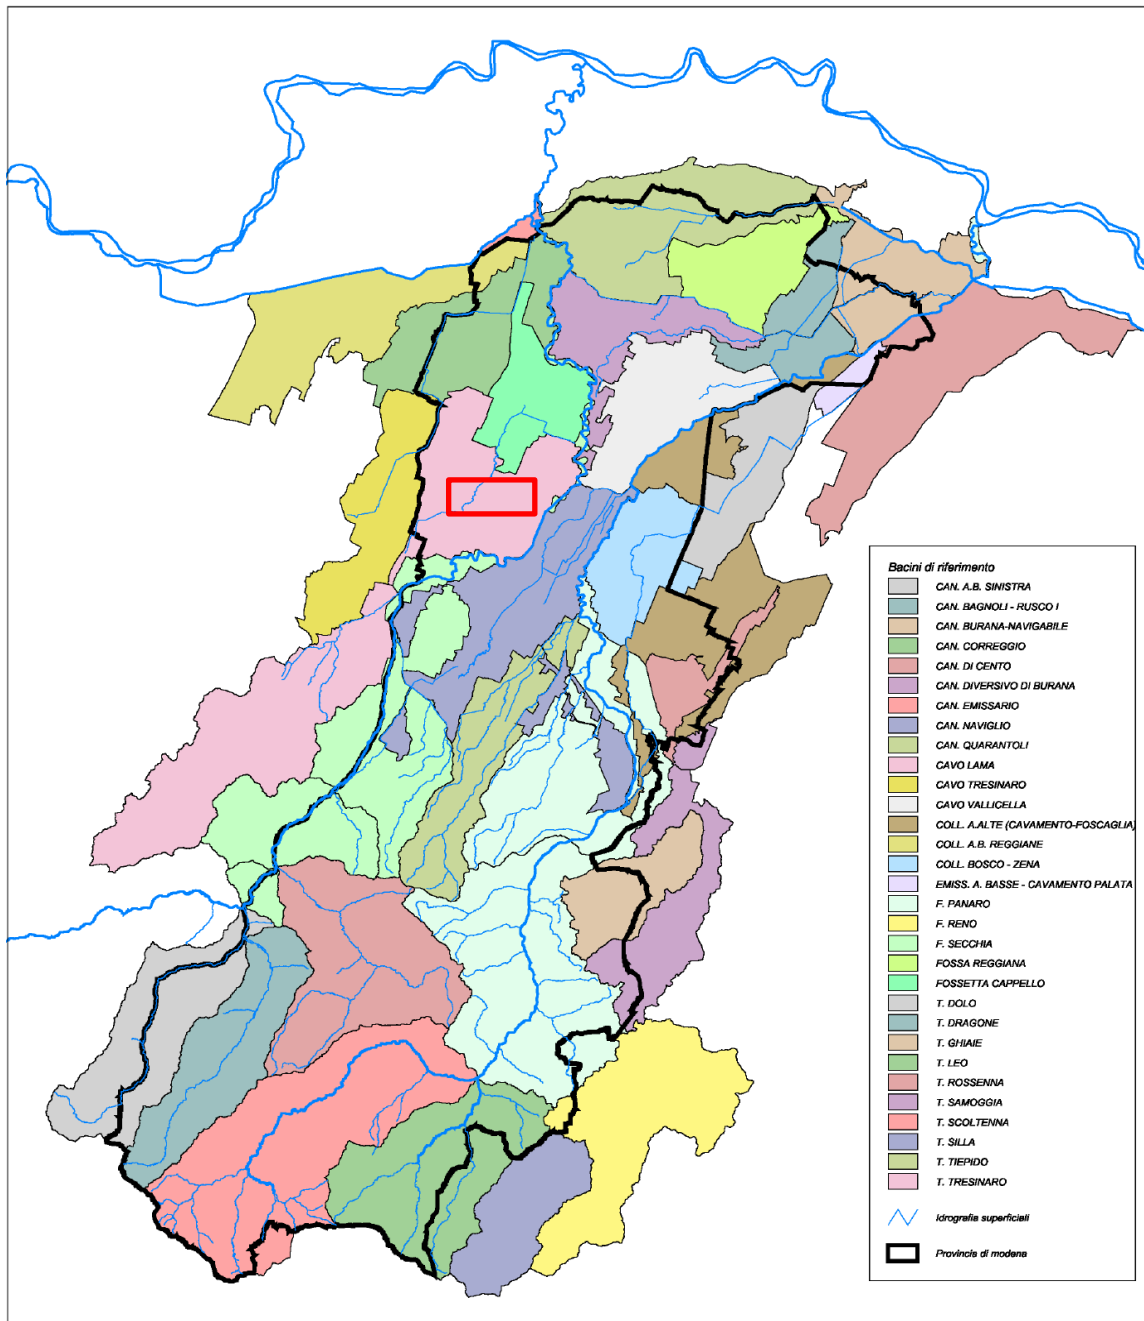 Bacini di riferimento
CAN. A.B. SINISTRA
CAN. BAGNOLI - RUSCO I
CAN. BURANA-NAVIGABILE
CAN. CORREGGIO
CAN. DI CENTO
CAN. DIVERSIVO DI BURANA
CAN. EMISSARIO
CAN. NAVIGLIO
CAN. QUARANTOLI
CAVO LAMA
CAVO TRESINARO
CAVO VALLICELLA
COLL. A.ALTE (CAVAMENTO-FOSCAGLIA)
COLL. A.B. REGGIANE
COLL. BOSCO - ZENA
EMISS. A. BASSE - CAVAMENTO PALATA
F. PANARO
F. RENO
F. SECCHIA
FOSSA REGGIANA
FOSSETTA CAPPELLO
T. DOLO
T. DRAGONE
T. GHIAIE
T. LEO
T. ROSSENNA
T. SAMOGGIA
T. SCOLTENNA
T. SILLA
T. TIEPIDO
T. TRESINARO
Idrografia superficiali
Provincia di modena